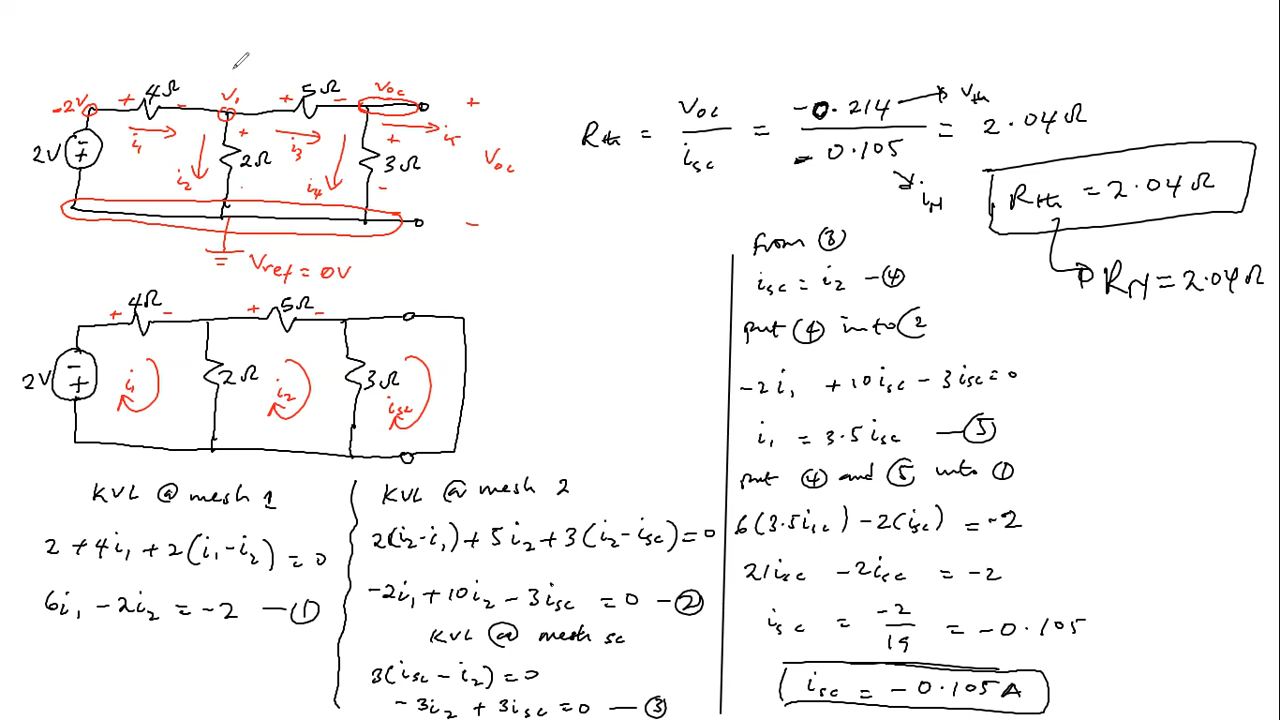 -2V + 4Ω - V₁ + 5Ω - Voc +
2V - + i₁ i₂ + 2Ω - i₃ i₄ + 3Ω - i₅ Voc
-
Vref = 0V
+ 4Ω - + 5Ω -
2V - + i₁ 2Ω i₂ 3Ω isc
KVL @ mesh 1
2 + 4i₁ + 2(i₁ - i₂) = 0
6i₁ - 2i₂ = -2 — ①
KVL @ mesh 2
2(i₂ - i₁) + 5i₂ + 3(i₂ - isc) = 0
-2i₁ + 10i₂ - 3isc = 0 — ②
KVL @ mesh sc
3(isc - i₂) = 0
-3i₂ + 3isc = 0 — ③
Rth = Voc / isc = -0.214 / -0.105 = 2.04Ω
Vth
iN
Rth = 2.04Ω
RN = 2.04Ω
from ③
isc = i₂ — ④
put ④ into (2
-2i₁ + 10isc - 3isc = 0
i₁ = 3.5isc — ⑤
put ④ and ⑤ into ①
6(3.5isc) - 2(isc) = -2
21isc - 2isc = -2
isc = -2 / 19 = -0.105
isc = -0.105A